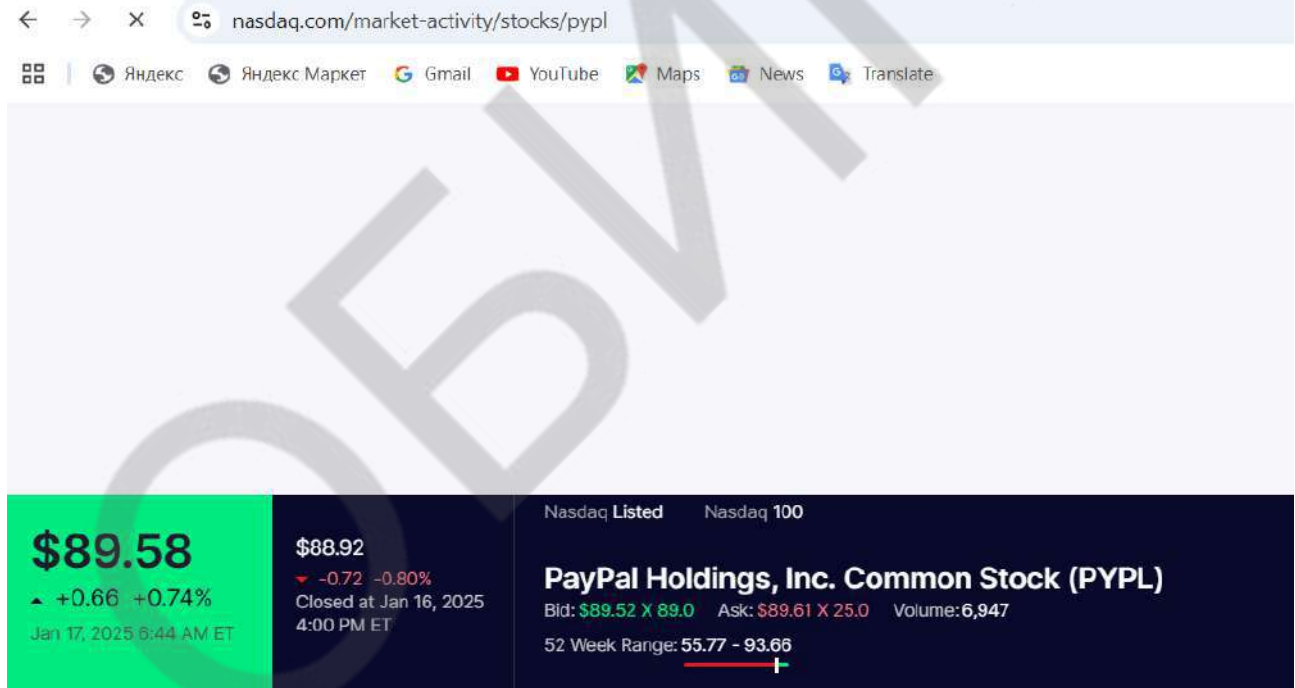 nasdaq.com/market-activity/stocks/pypl
Яндекс Яндекс Маркет Gmail YouTube Maps News Translate
ОБИ
Nasdaq Listed Nasdaq 100
$89.58
+0.66 +0.74%
Jan 17, 2025 6:44 AM ET
$88.92
-0.72 -0.80%
Closed at Jan 16, 2025
4:00 PM ET
PayPal Holdings, Inc. Common Stock (PYPL)
Bid: $89.52 X 89.0 Ask: $89.61 X 25.0 Volume: 6,947
52 Week Range: 55.77 - 93.66